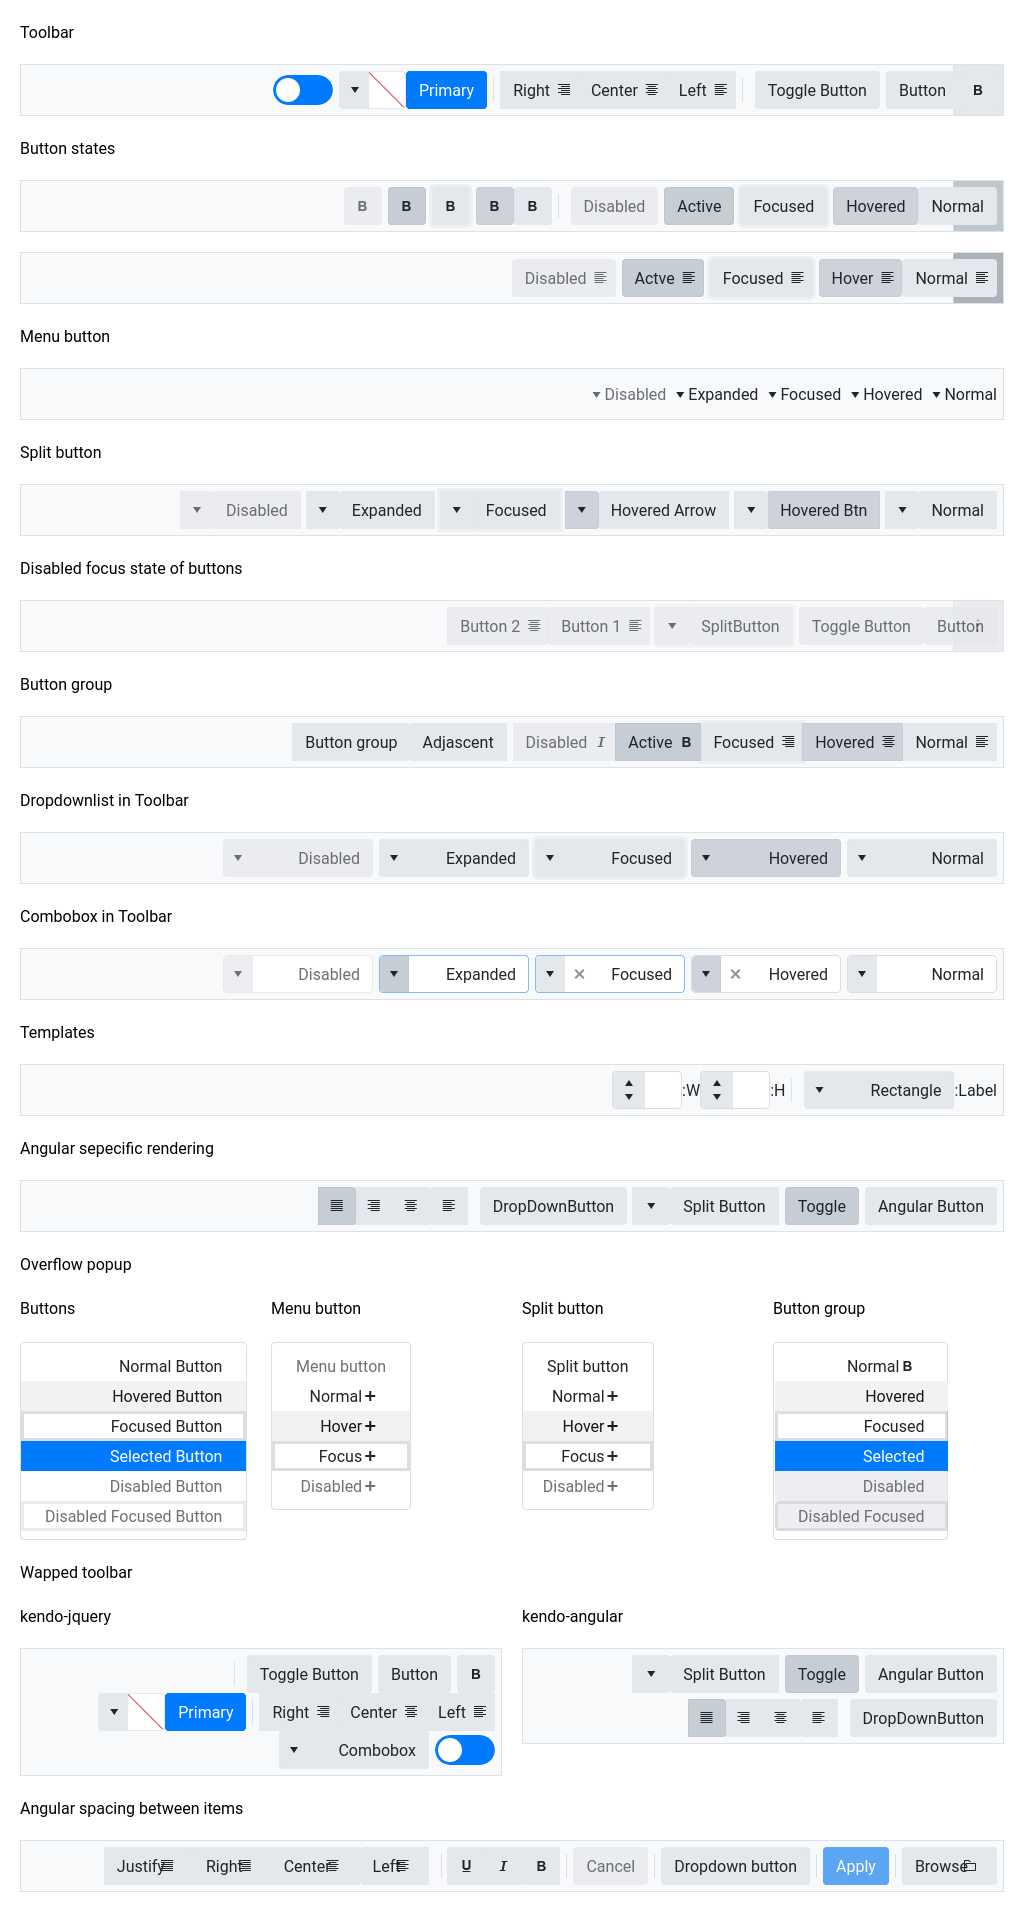 Toolbar
Primary Right Center Left Toggle Button Button B
Button states
B B B B B Disabled Active Focused Hovered Normal
Disabled Actve Focused Hover Normal
Menu button
Disabled Expanded Focused Hovered Normal
Split button
Disabled Expanded Focused Hovered Arrow Hovered Btn Normal
Disabled focus state of buttons
Button 2 Button 1 SplitButton Toggle Button Button
Button group
Button group Adjascent Disabled I Active B Focused Hovered Normal
Dropdownlist in Toolbar
Disabled Expanded Focused Hovered Normal
Combobox in Toolbar
Disabled Expanded Focused Hovered Normal
Templates
:W :H Rectangle :Label
Angular sepecific rendering
DropDownButton Split Button Toggle Angular Button
Overflow popup
Buttons Menu button Split button Button group
Normal Button Menu button Split button Normal B
Hovered Button Normal Normal Hovered
Focused Button Hover Hover Focused
Selected Button Focus Focus Selected
Disabled Button Disabled Disabled Disabled
Disabled Focused Button Disabled Focused
Wapped toolbar
kendo-jquery kendo-angular
Toggle Button Button B Split Button Toggle Angular Button
Primary Right Center Left DropDownButton
Combobox
Angular spacing between items
Justify Right Center Left U I B Cancel Dropdown button Apply Browse